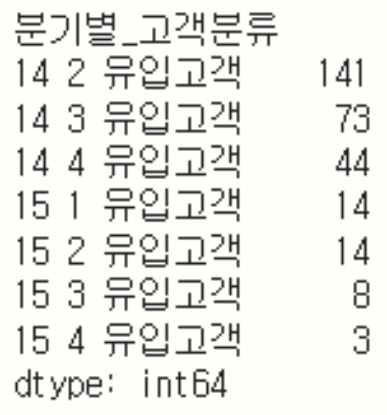 분기별_고객분류
14 2 유입고객 141
14 3 유입고객 73
14 4 유입고객 44
15 1 유입고객 14
15 2 유입고객 14
15 3 유입고객 8
15 4 유입고객 3
dtype: int64